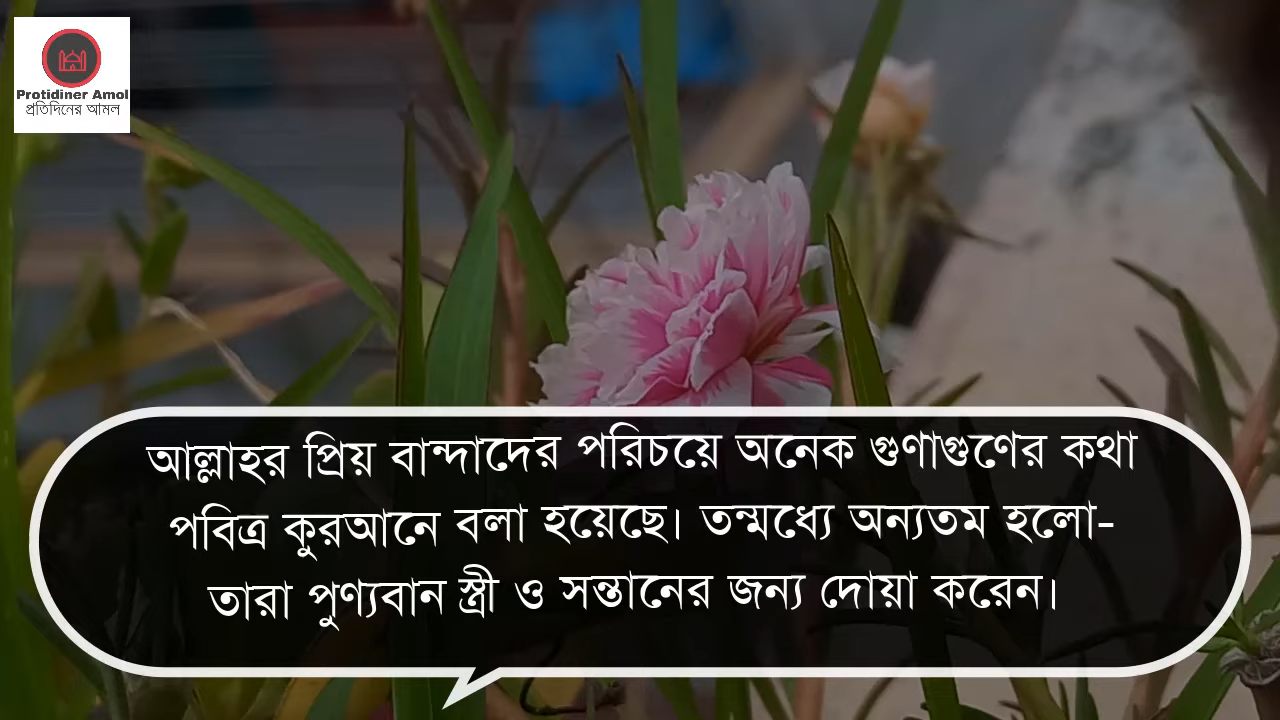 Protidiner Amol
প্রতিদিনের আমল
আল্লাহর প্রিয় বান্দাদের পরিচয়ে অনেক গুণাগুণের কথা
পবিত্র কুরআনে বলা হয়েছে। তন্মধ্যে অন্যতম হলো-
তারা পুণ্যবান স্ত্রী ও সন্তানের জন্য দোয়া করেন।